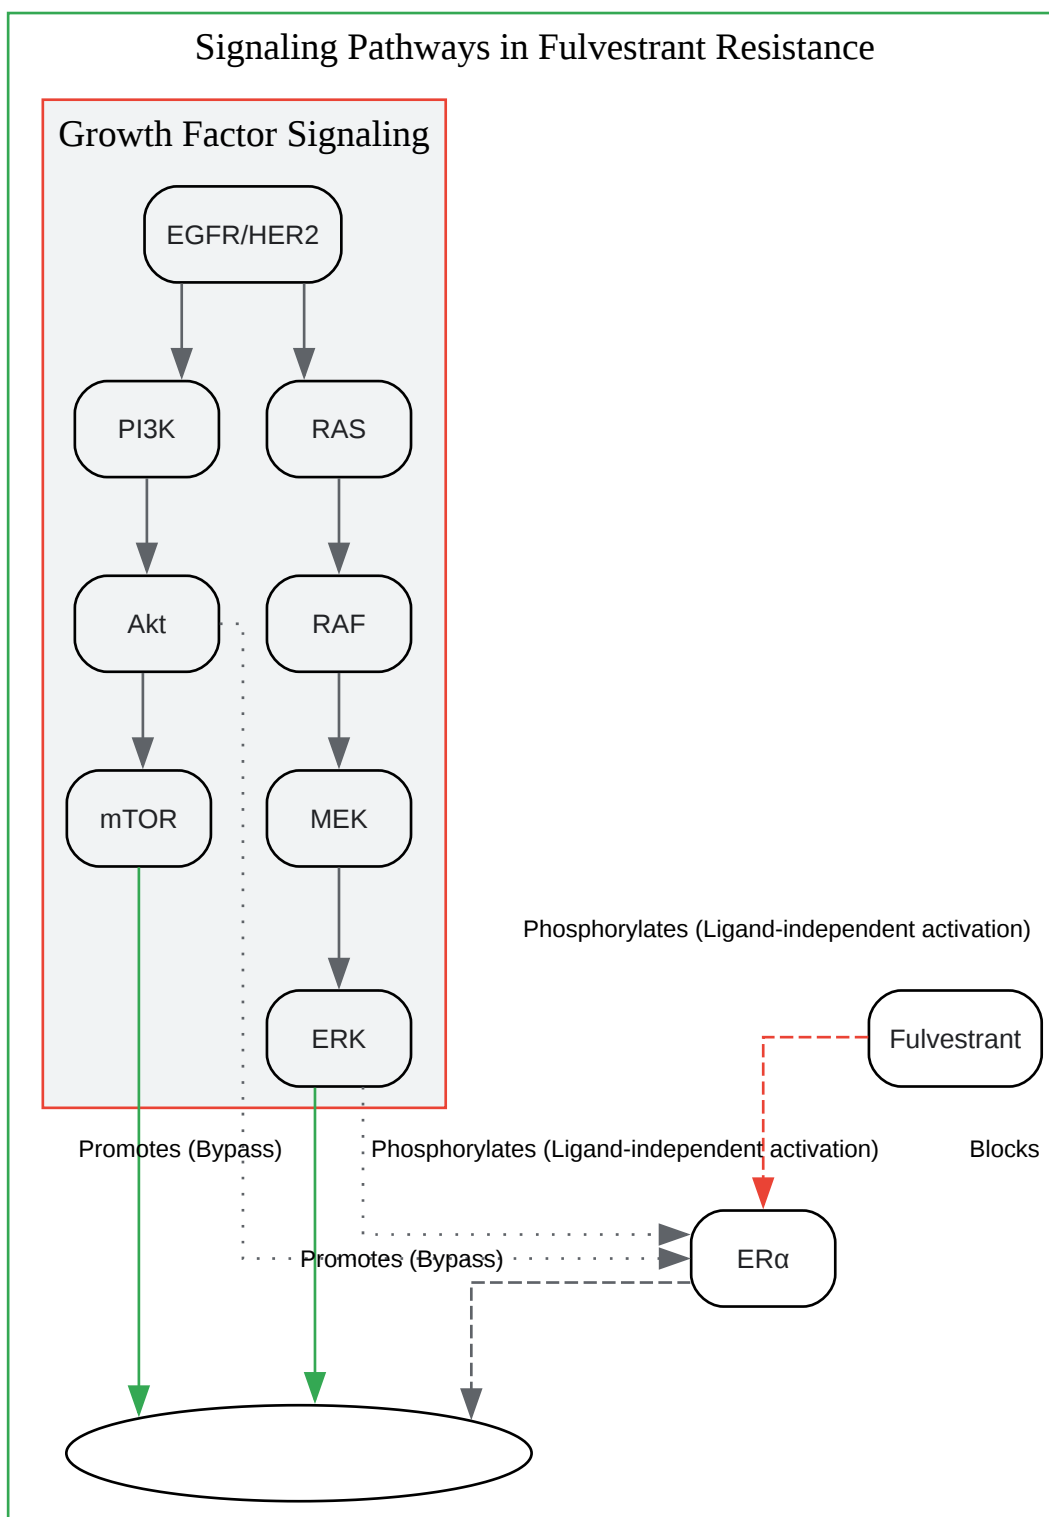 Signaling Pathways in Fulvestrant Resistance
Growth Factor Signaling
EGFR/HER2
PI3K
RAS
Akt
RAF
mTOR
MEK
Phosphorylates (Ligand-independent activation)
ERK
Fulvestrant
Promotes (Bypass)
Phosphorylates (Ligand-independent activation)
Blocks
Promotes (Bypass)
ERα